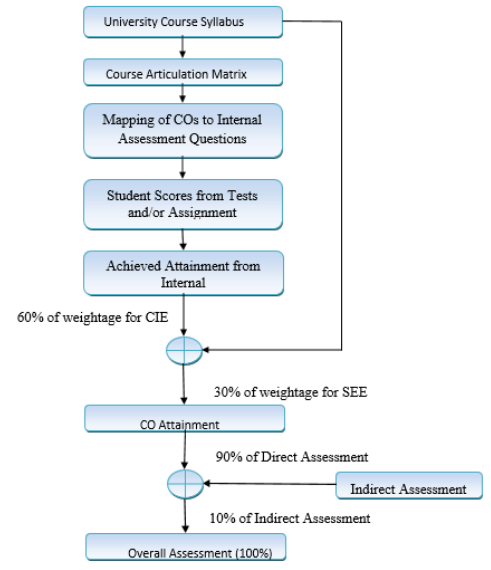 University Course Syllabus
Course Articulation Matrix
Mapping of COs to Internal
Assessment Questions
Student Scores from Tests
and/or Assignment
Achieved Attainment from
Internal
60% of weightage for CIE
30% of weightage for SEE
CO Attainment
90% of Direct Assessment
Indirect Assessment
10% of Indirect Assessment
Overall Assessment (100%)